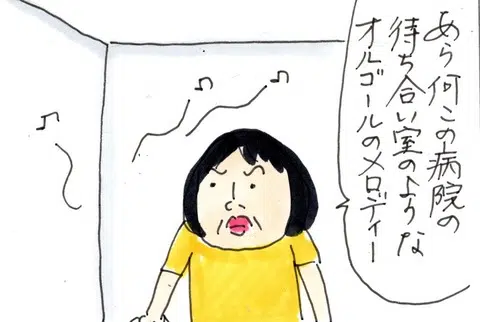 あら何この病院の
待ち合い室のような
オルゴールのメロディー